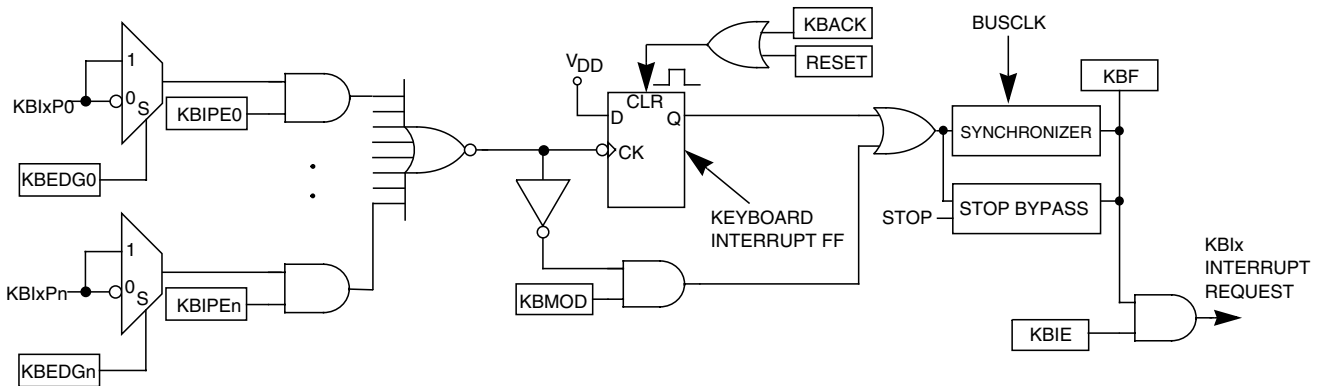 KBACK
RESET
BUSCLK
VDD
KBF
1
0
S
KBIxP0
KBIPE0
KBEDG0
CLR
D
Q
CK
SYNCHRONIZER
STOP BYPASS
STOP
KEYBOARD
INTERRUPT FF
1
0
S
KBIxPn
KBIPEn
KBEDGn
KBMOD
KBIx
INTERRUPT
REQUEST
KBIE